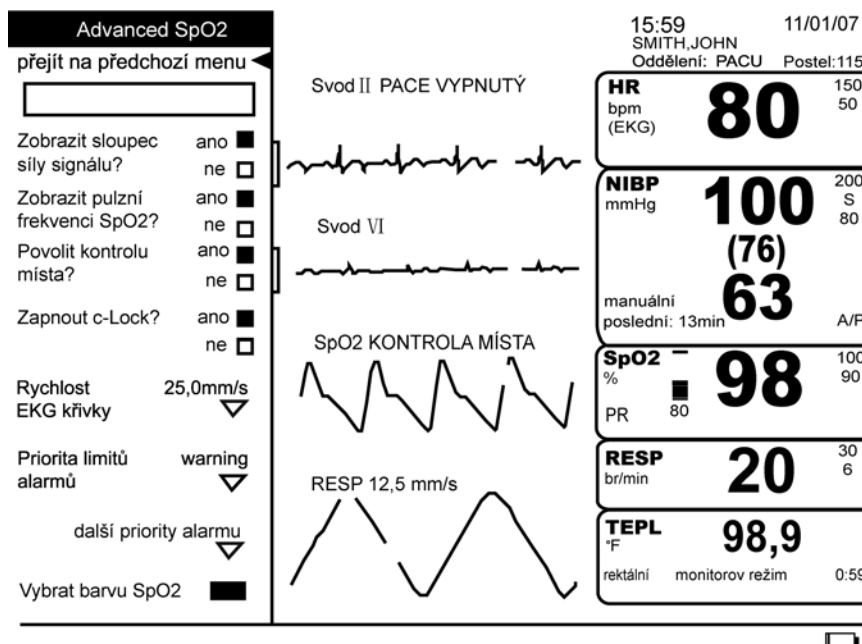 Advanced SpO2
přejít na předchozí menu
Zobrazit sloupec ano
síly signálu? ne
Zobrazit pulzní ano
frekvenci SpO2? ne
Povolit kontrolu ano
místa? ne
Zapnout c-Lock? ano
ne
Rychlost 25,0mm/s
EKG křivky
Priorita limitů warning
alarmů
další priority alarmu
Vybrat barvu SpO2
Svod II PACE VYPNUTÝ
Svod VI
SpO2 KONTROLA MÍSTA
RESP 12,5 mm/s
15:59 11/01/07
SMITH,JOHN
Oddělení: PACU Postel:115
HR 80 150
bpm 50
(EKG)
NIBP 100 200
mmHg S
80
(76)
manuální 63
poslední: 13min A/P
SpO2 98 100
% 90
PR 80
RESP 20 30
br/min 6
TEPL 98,9
°F
rektální monitorov režim 0:59